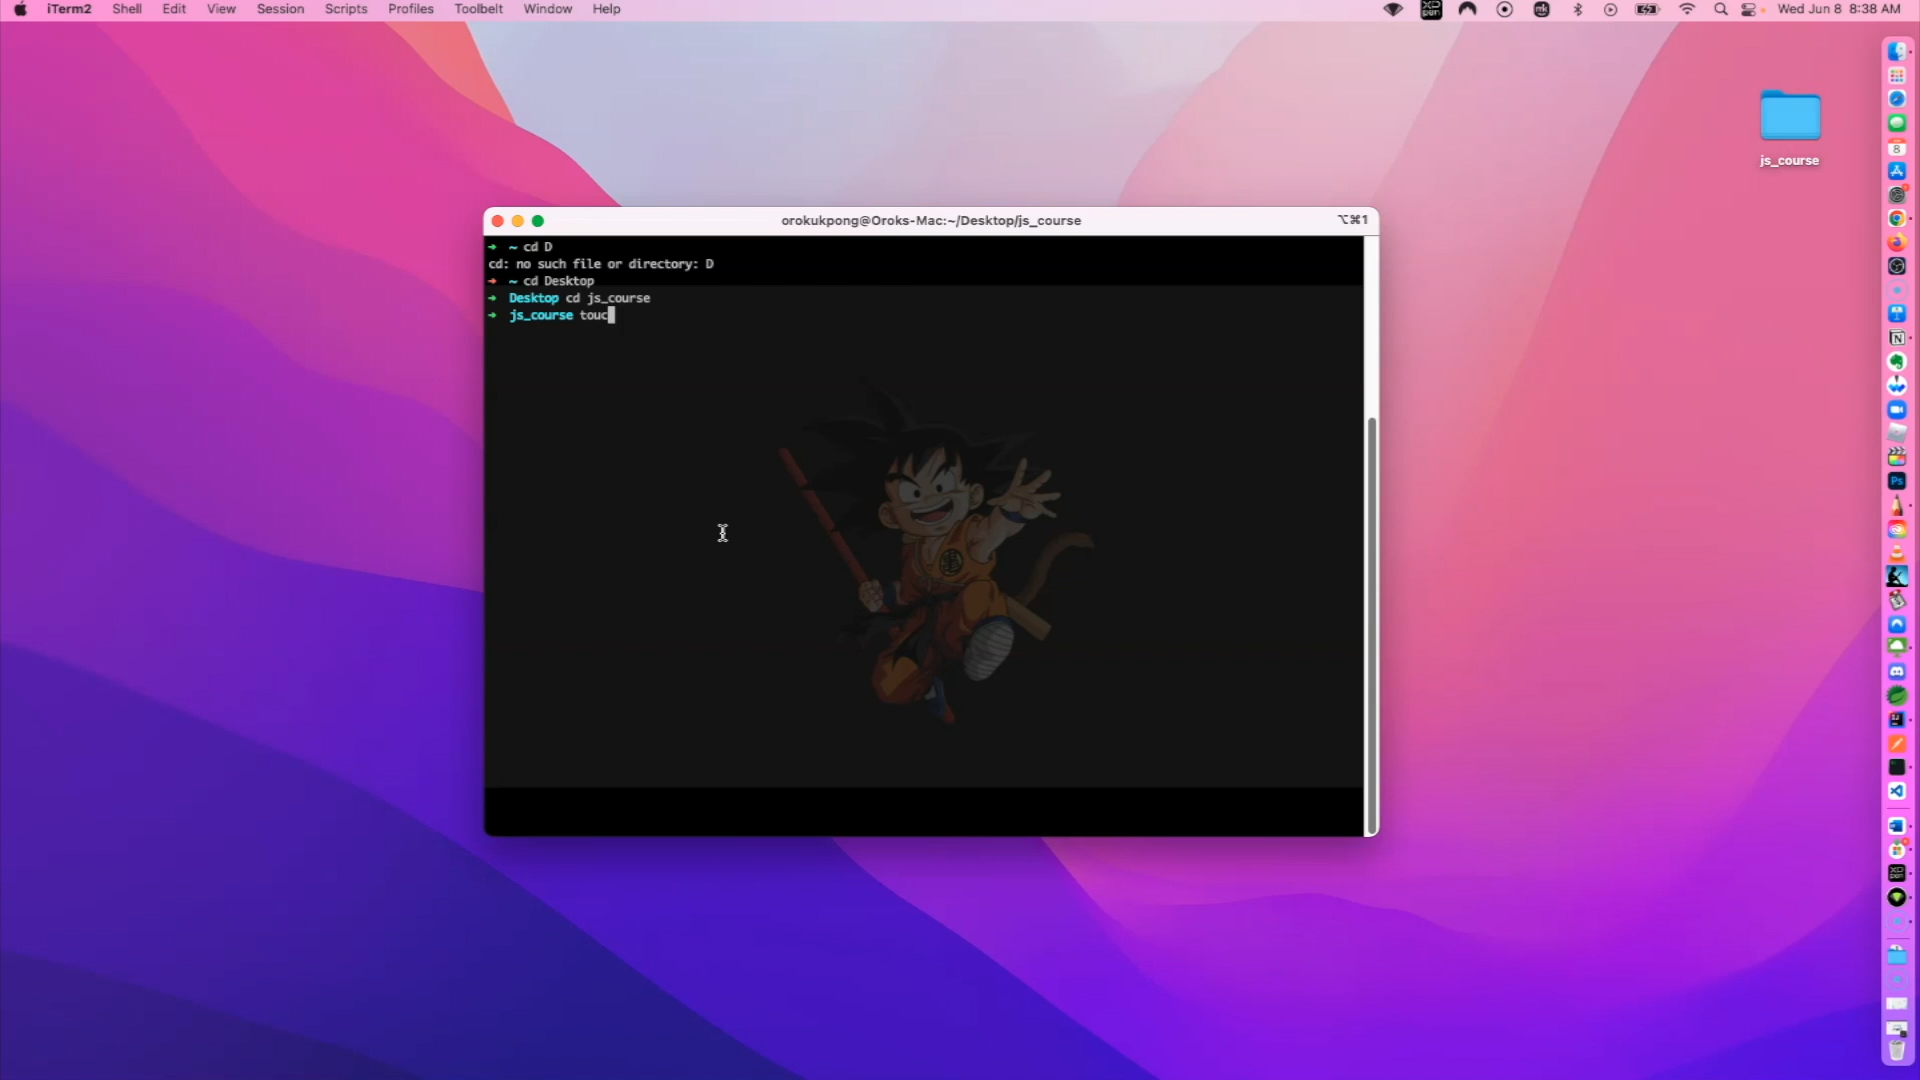 iTerm2 Shell Edit View Session Scripts Profiles Toolbelt Window Help Wed Jun 8 8:38 AM
js_course
orokukpong@Oroks-Mac:~/Desktop/js_course ⌥⌘1
➜ ~ cd D
cd: no such file or directory: D
➜ ~ cd Desktop
➜ Desktop cd js_course
➜ js_course touc